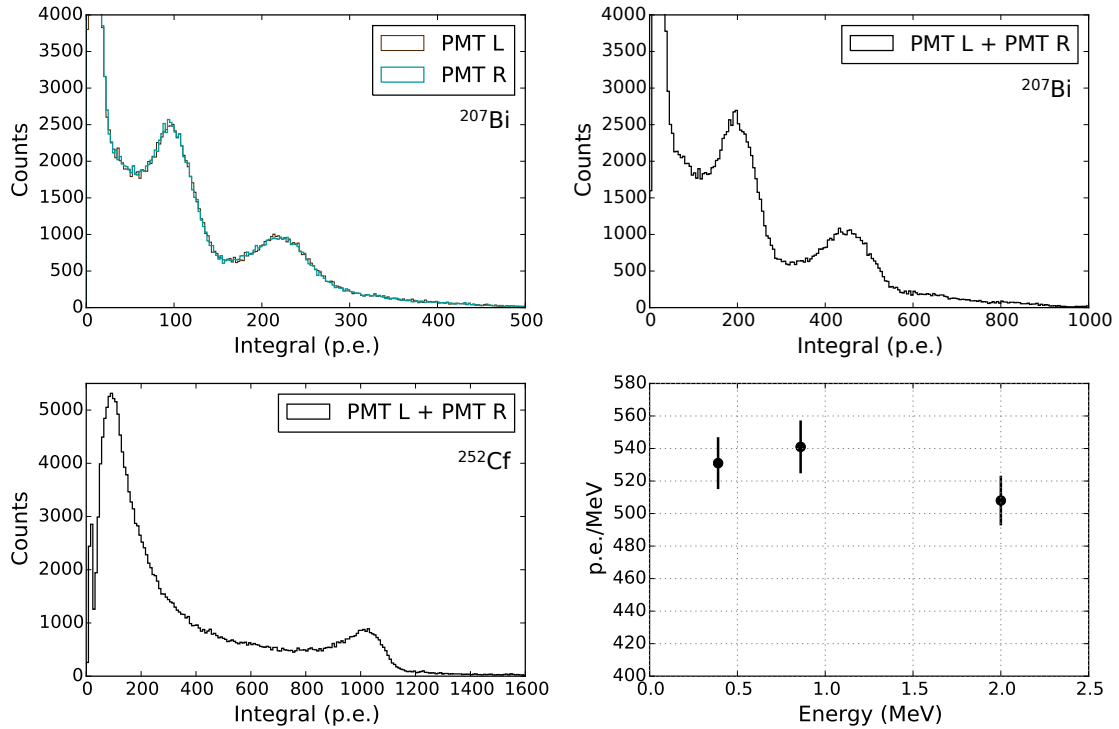 4000
3500
3000
2500
2000
1500
1000
500
0
Counts
PMT L
PMT R
²⁰⁷Bi
0 100 200 300 400 500
Integral (p.e.)
4000
3500
3000
2500
2000
1500
1000
500
0
Counts
PMT L + PMT R
²⁰⁷Bi
0 200 400 600 800 1000
Integral (p.e.)
5000
4000
3000
2000
1000
0
Counts
PMT L + PMT R
²⁵²Cf
0 200 400 600 800 1000 1200 1400 1600
Integral (p.e.)
580
560
540
520
500
480
460
440
420
400
p.e./MeV
0.0 0.5 1.0 1.5 2.0 2.5
Energy (MeV)